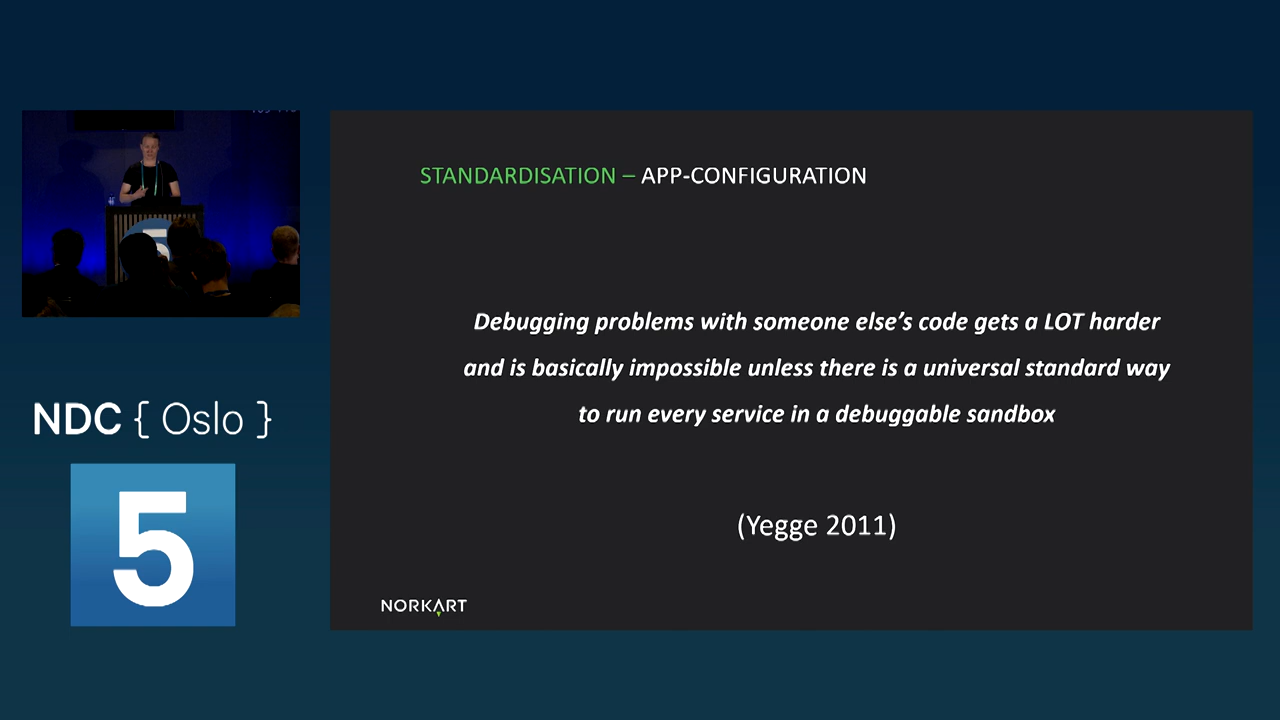 STANDARDISATION – APP-CONFIGURATION
Debugging problems with someone else’s code gets a LOT harder
and is basically impossible unless there is a universal standard way
to run every service in a debuggable sandbox
(Yegge 2011)
NORKART
NDC { Oslo }
5
5